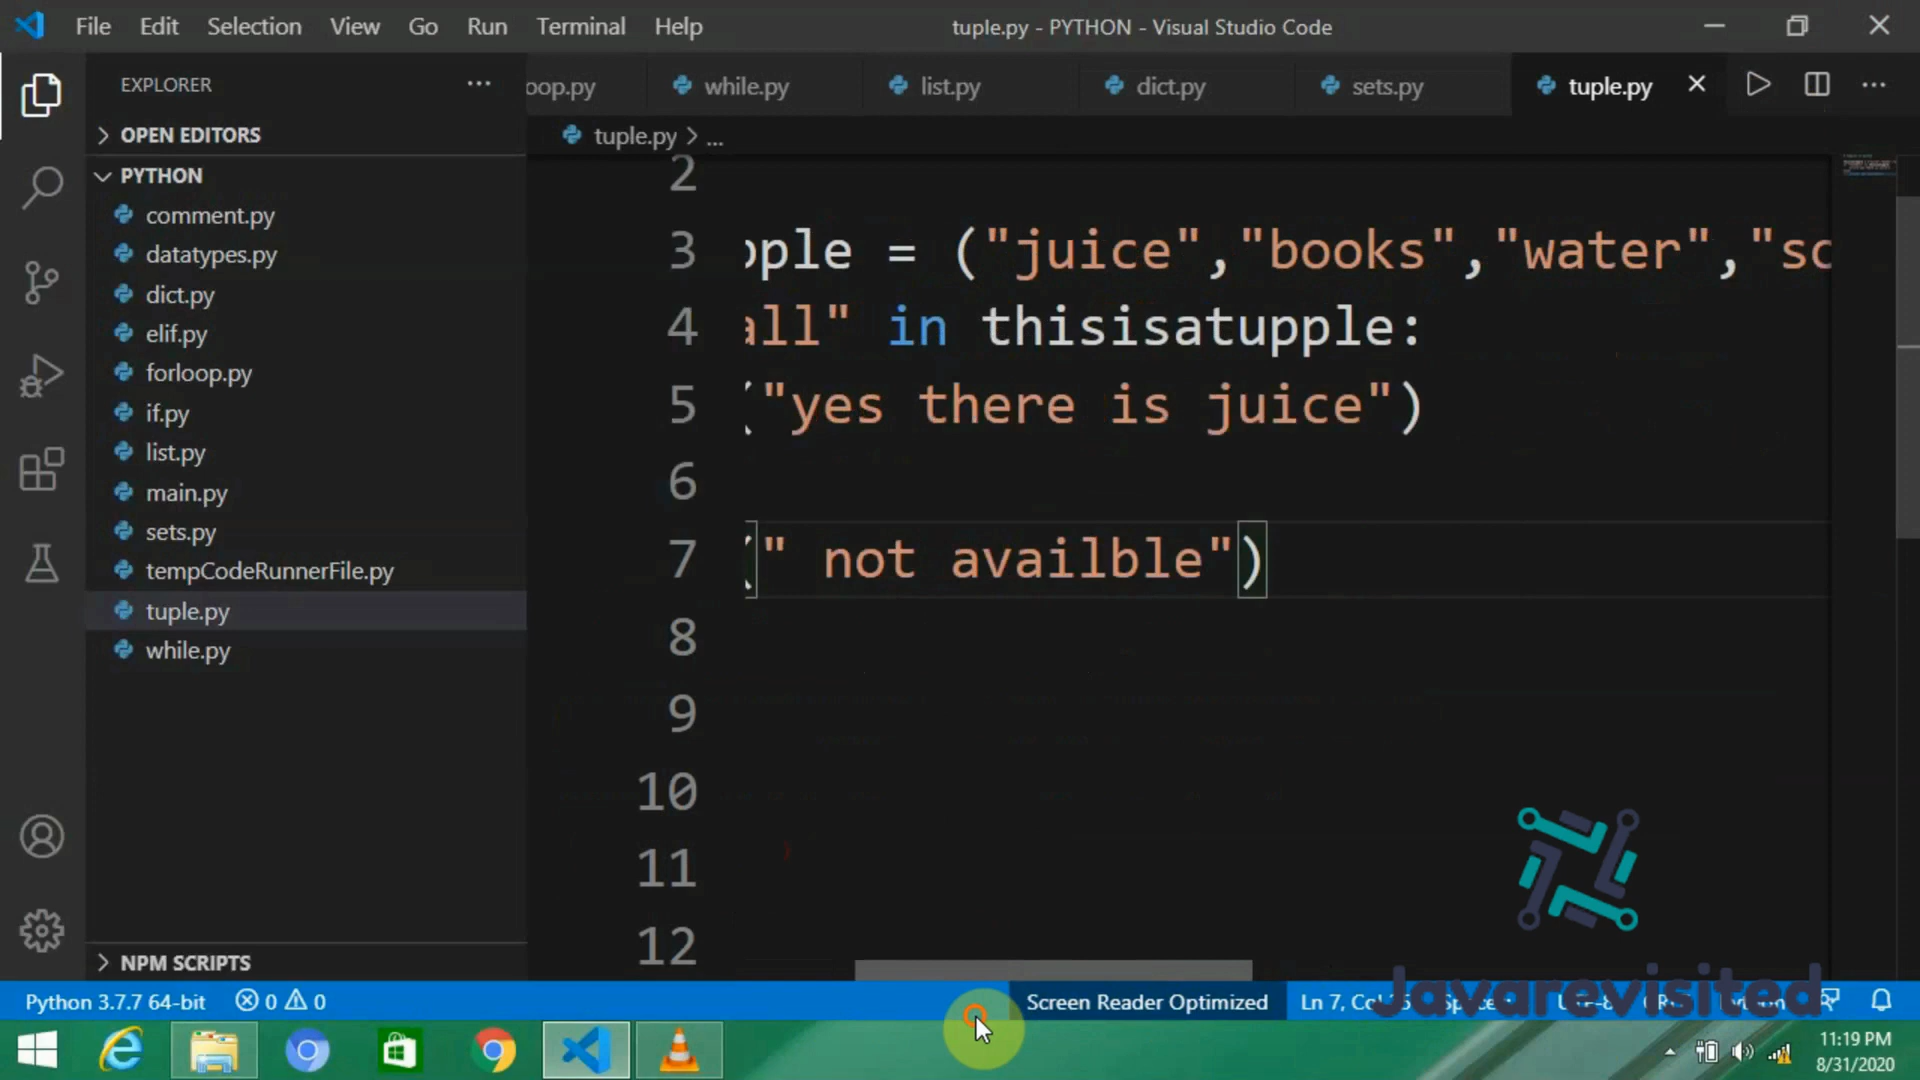 File Edit Selection View Go Run Terminal Help
tuple.py - PYTHON - Visual Studio Code
EXPLORER
oop.py
while.py
list.py
dict.py
sets.py
tuple.py
OPEN EDITORS
tuple.py > ...
PYTHON
comment.py
datatypes.py
dict.py
elif.py
forloop.py
if.py
list.py
main.py
sets.py
tempCodeRunnerFile.py
tuple.py
while.py
NPM SCRIPTS
2
3 pple = ("juice","books","water","sc
4 all" in thisisatupple:
5 ("yes there is juice")
6
7 (" not availble")
8
9
10
11
12
Javarevisited
Python 3.7.7 64-bit 0 0
Screen Reader Optimized
Ln 7,
11:19 PM
8/31/2020